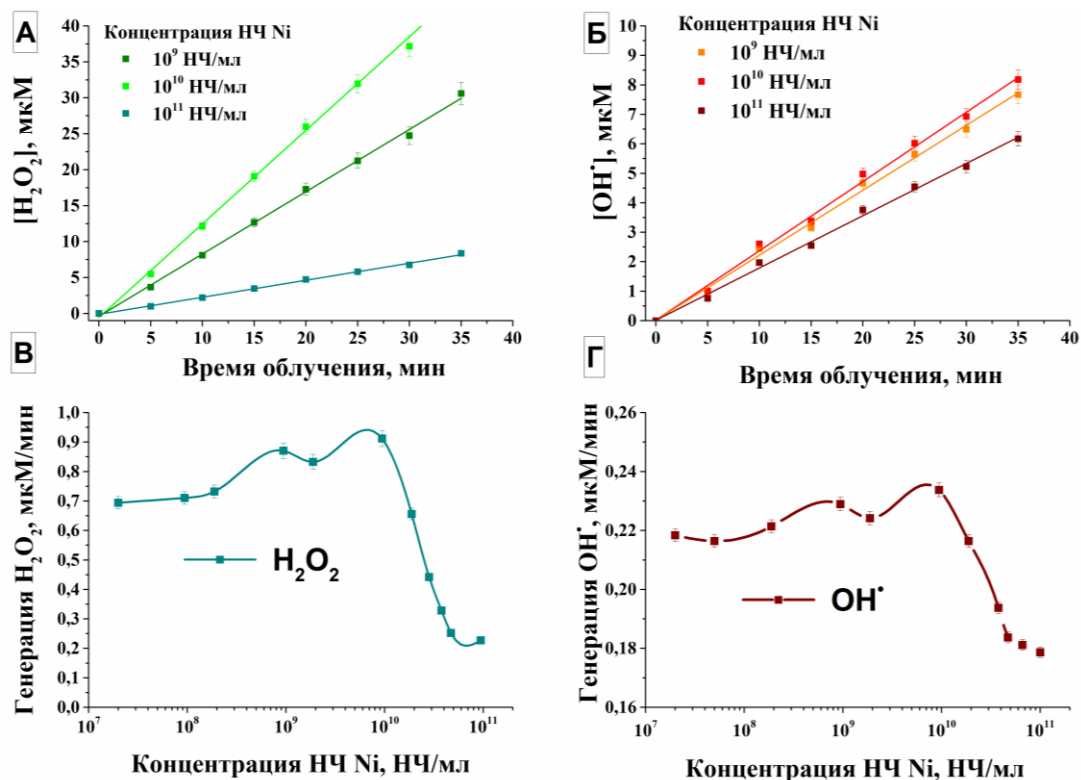 А
Концентрация НЧ Ni
10⁹ НЧ/мл
10¹⁰ НЧ/мл
10¹¹ НЧ/мл
[H₂O₂], мкМ
40
35
30
25
20
15
10
5
0
0 5 10 15 20 25 30 35 40
Время облучения, мин
Б
Концентрация НЧ Ni
10⁹ НЧ/мл
10¹⁰ НЧ/мл
10¹¹ НЧ/мл
[OH•], мкМ
10
9
8
7
6
5
4
3
2
1
0
0 5 10 15 20 25 30 35 40
Время облучения, мин
В
Генерация H₂O₂, мкМ/мин
1,0
0,9
0,8
0,7
0,6
0,5
0,4
0,3
0,2
0,1
0,0
H₂O₂
10⁷ 10⁸ 10⁹ 10¹⁰ 10¹¹
Концентрация НЧ Ni, НЧ/мл
Г
Генерация OH•, мкМ/мин
0,26
0,24
0,22
0,20
0,18
0,16
OH•
10⁷ 10⁸ 10⁹ 10¹⁰ 10¹¹
Концентрация НЧ Ni, НЧ/мл